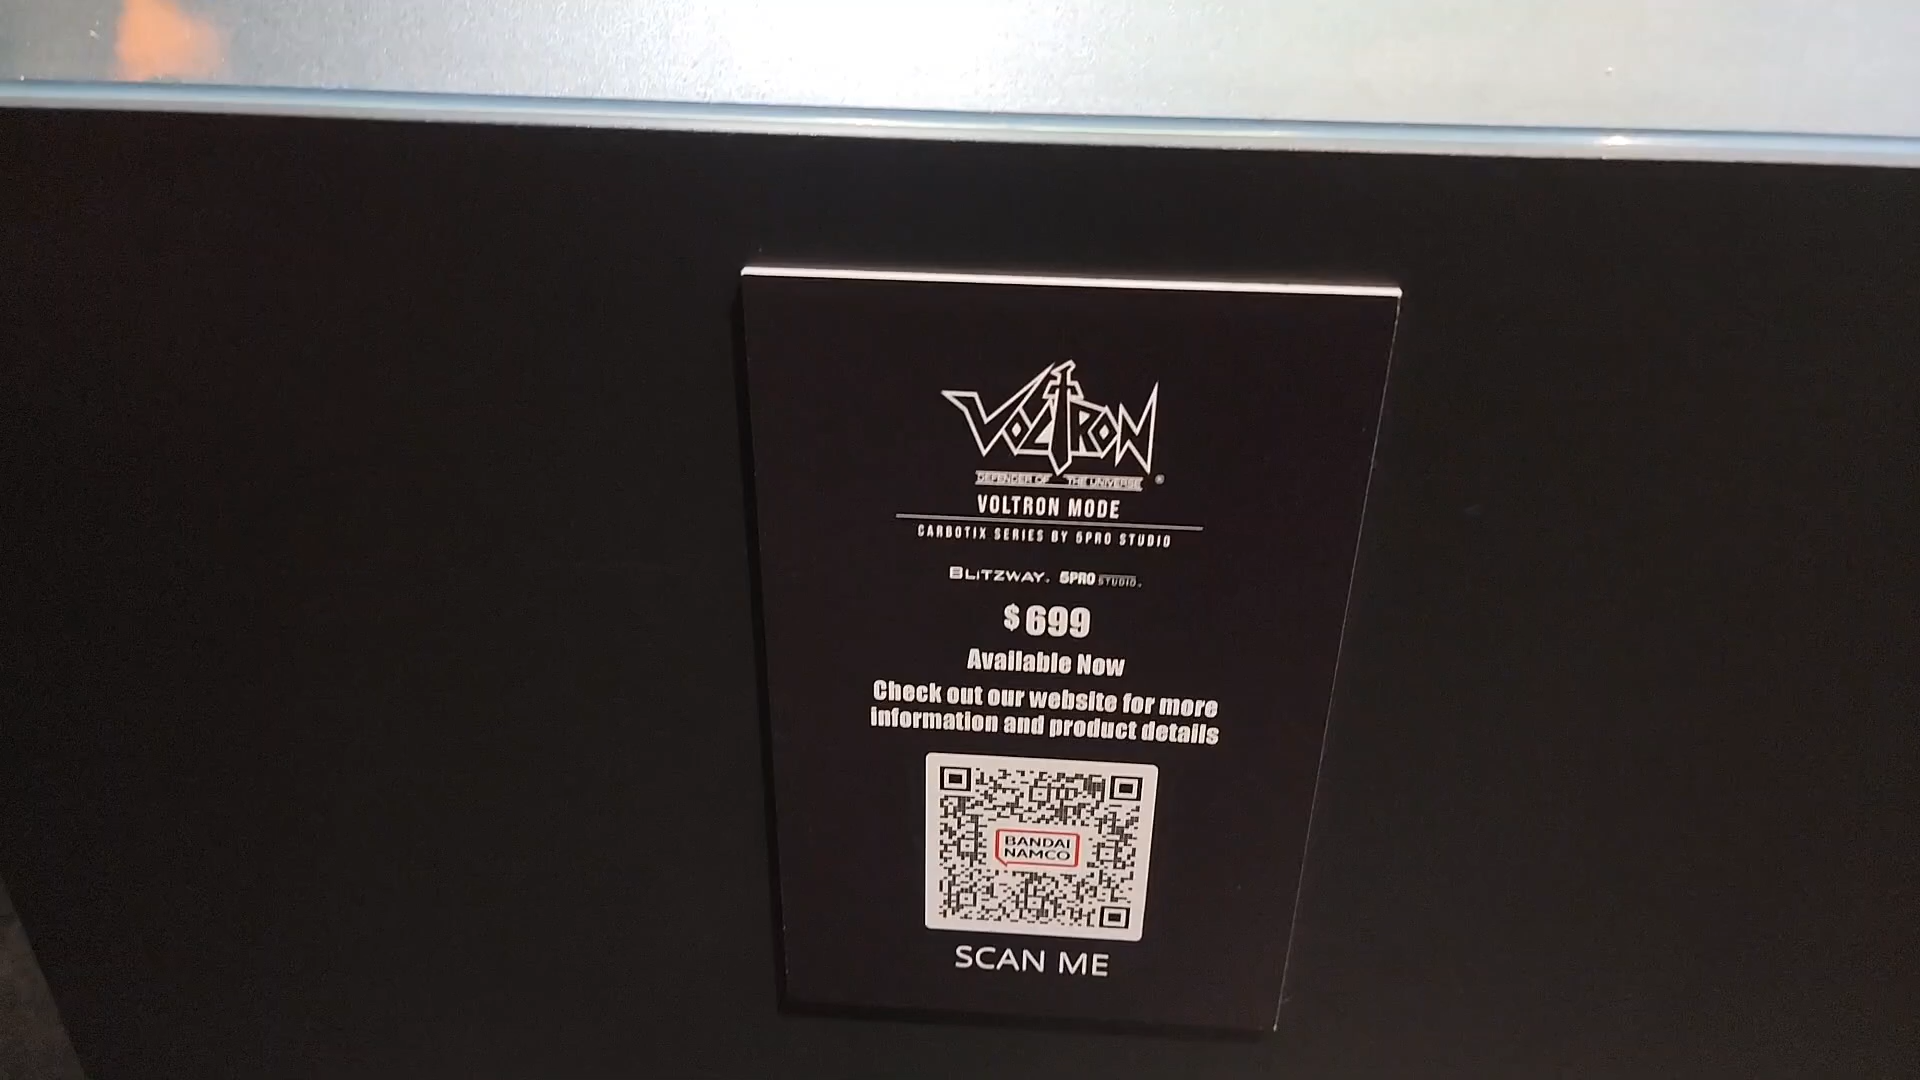 VOLTRON
DEFENDER OF THE UNIVERSE
VOLTRON MODE
CARBOTIX SERIES BY 5PRO STUDIO
BLITZWAY. 5PRO STUDIO.
$699
Available Now
Check out our website for more
information and product details
BANDAI
NAMCO
SCAN ME